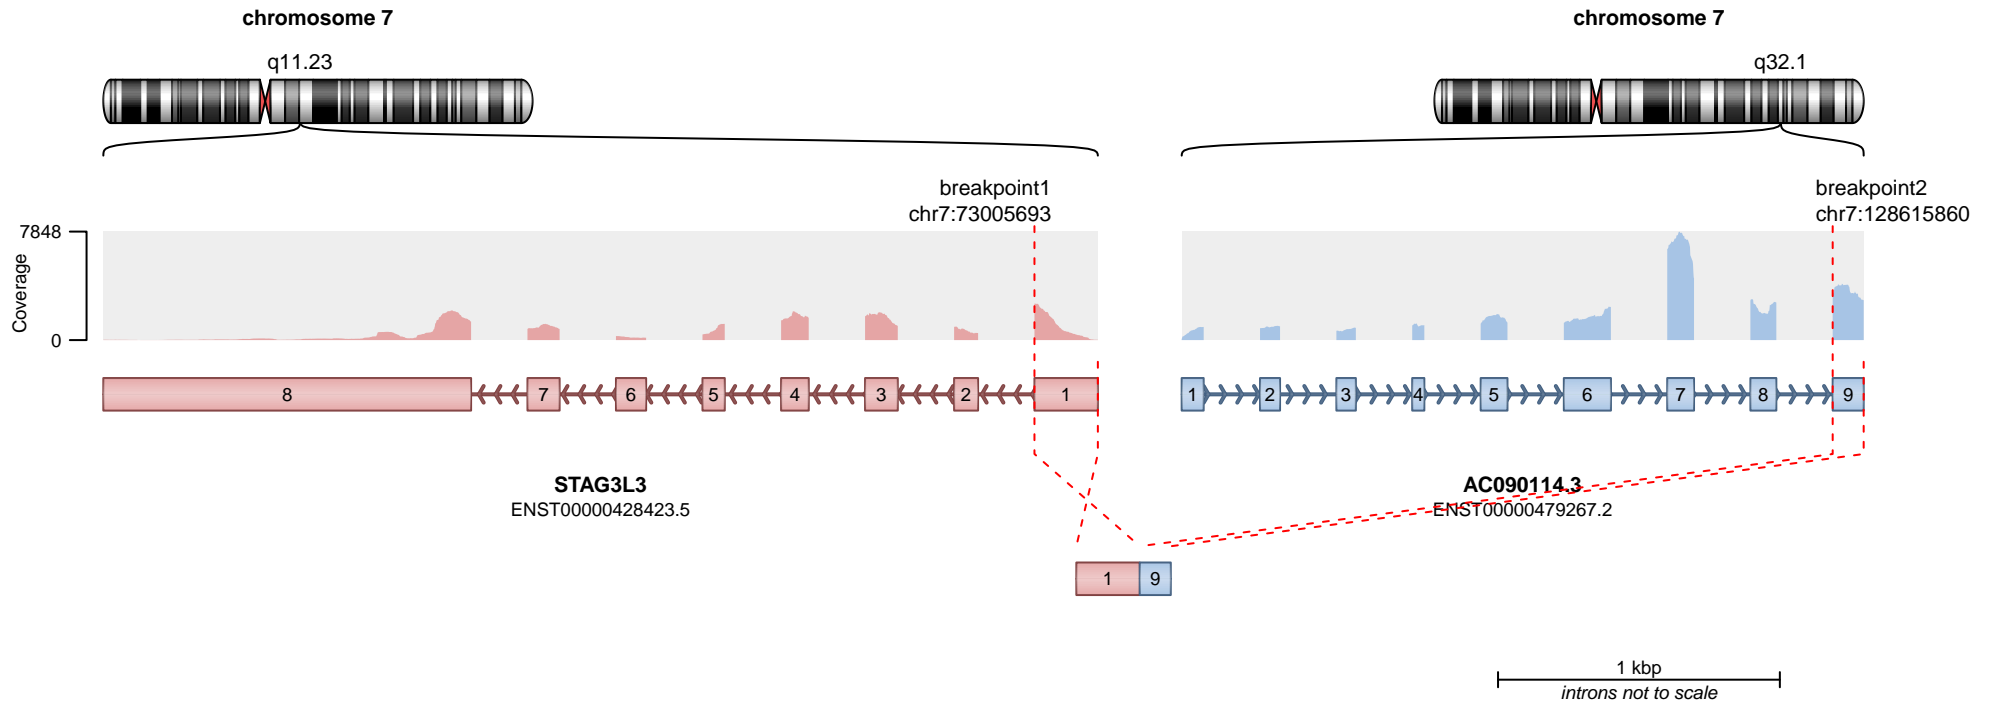 chromosome 7
chromosome 7
q11.23
q32.1
breakpoint1
chr7:73005693
breakpoint2
chr7:128615860
7848
Coverage
0
8 7 6 5 4 3 2 1
1 2 3 4 5 6 7 8 9
STAG3L3
ENST00000428423.5
AC090114.3
ENST00000479267.2
1 9
1 kbp
introns not to scale